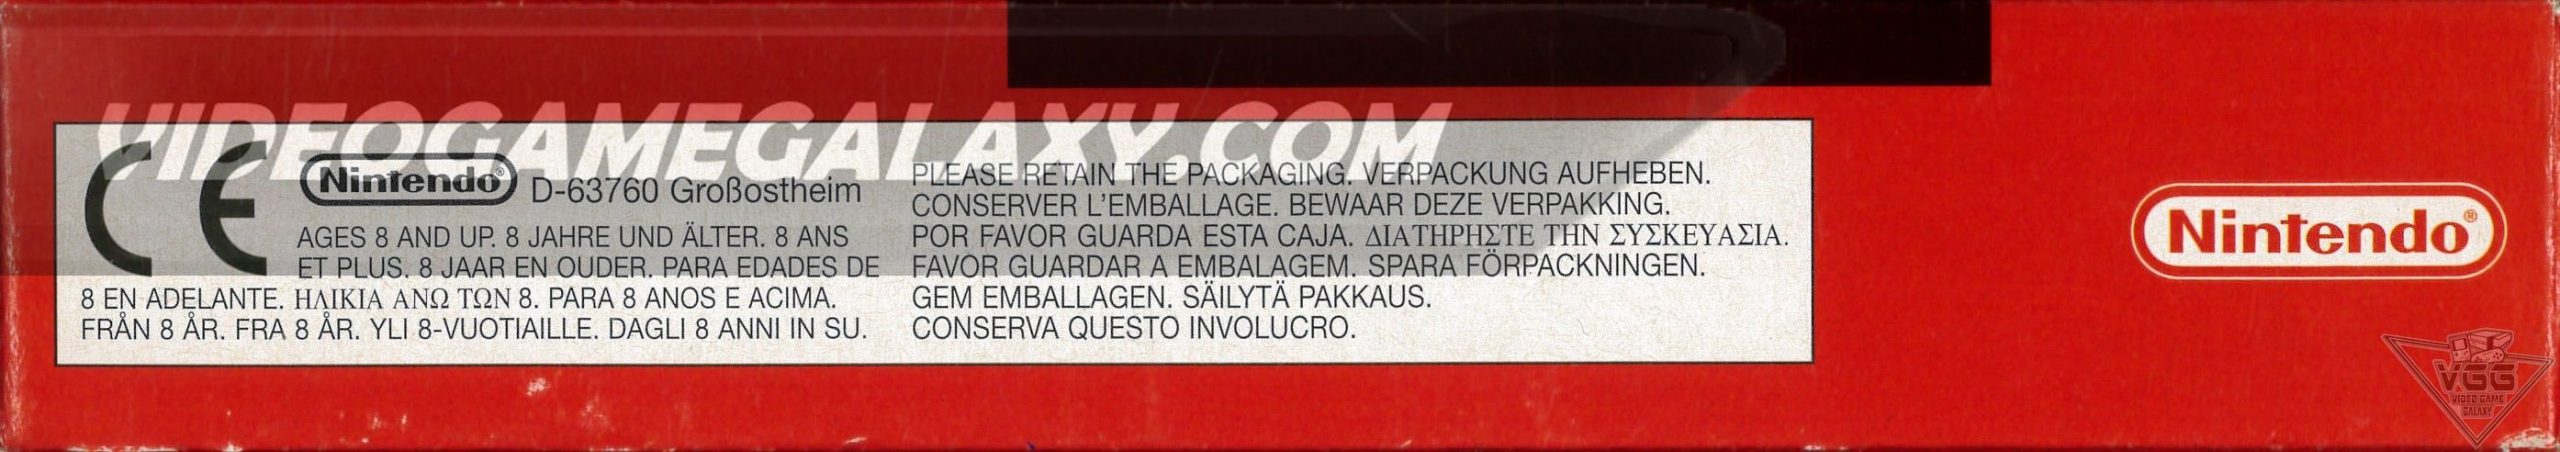 VIDEOGAMEGALAXY.COM
CE
Nintendo® D-63760 Großostheim
AGES 8 AND UP. 8 JAHRE UND ÄLTER. 8 ANS
ET PLUS. 8 JAAR EN OUDER. PARA EDADES DE
8 EN ADELANTE. ΗΛΙΚΙΑ ΑΝΩ ΤΩΝ 8. PARA 8 ANOS E ACIMA.
FRÅN 8 ÅR. FRA 8 ÅR. YLI 8-VUOTIAILLE. DAGLI 8 ANNI IN SU.
PLEASE RETAIN THE PACKAGING. VERPACKUNG AUFHEBEN.
CONSERVER L'EMBALLAGE. BEWAAR DEZE VERPAKKING.
POR FAVOR GUARDA ESTA CAJA. ΔΙΑΤΗΡΗΣΤΕ ΤΗΝ ΣΥΣΚΕΥΑΣΙΑ.
FAVOR GUARDAR A EMBALAGEM. SPARA FÖRPACKNINGEN.
GEM EMBALLAGEN. SÄILYTÄ PAKKAUS.
CONSERVA QUESTO INVOLUCRO.
Nintendo®
VGG
VIDEO GAME
GALAXY